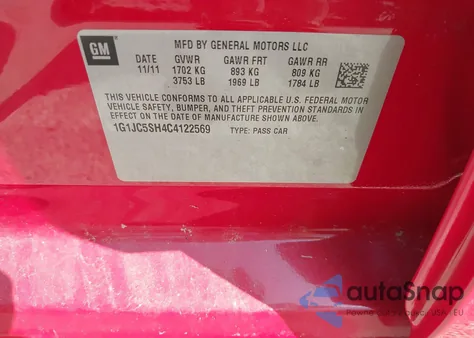 GM
MFD BY GENERAL MOTORS LLC
DATE GVWR GAWR FRT GAWR RR
11/11 1702 KG 893 KG 809 KG
3753 LB 1969 LB 1784 LB
THIS VEHICLE CONFORMS TO ALL APPLICABLE U.S. FEDERAL MOTOR
VEHICLE SAFETY, BUMPER, AND THEFT PREVENTION STANDARDS IN
EFFECT ON THE DATE OF MANUFACTURE SHOWN ABOVE.
1G1JC5SH4C4122569 TYPE: PASS CAR
autoSnap